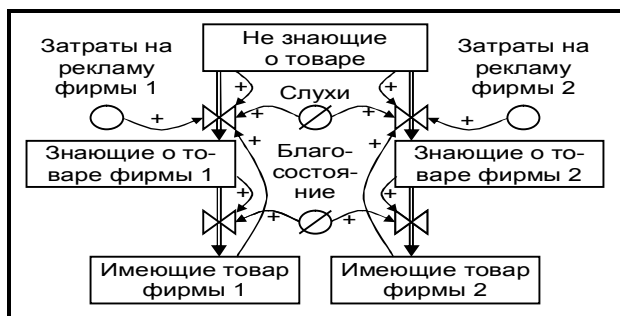 Затраты на
рекламу
фирмы 1
Не знающие
о товаре
Затраты на
рекламу
фирмы 2
+
+
Слухи
+
+
+
+
+
+
Знающие о то-
варе фирмы 1
Благо-
состоя-
ние
Знающие о то-
варе фирмы 2
+
+
+
+
Имеющие товар
фирмы 1
Имеющие товар
фирмы 2